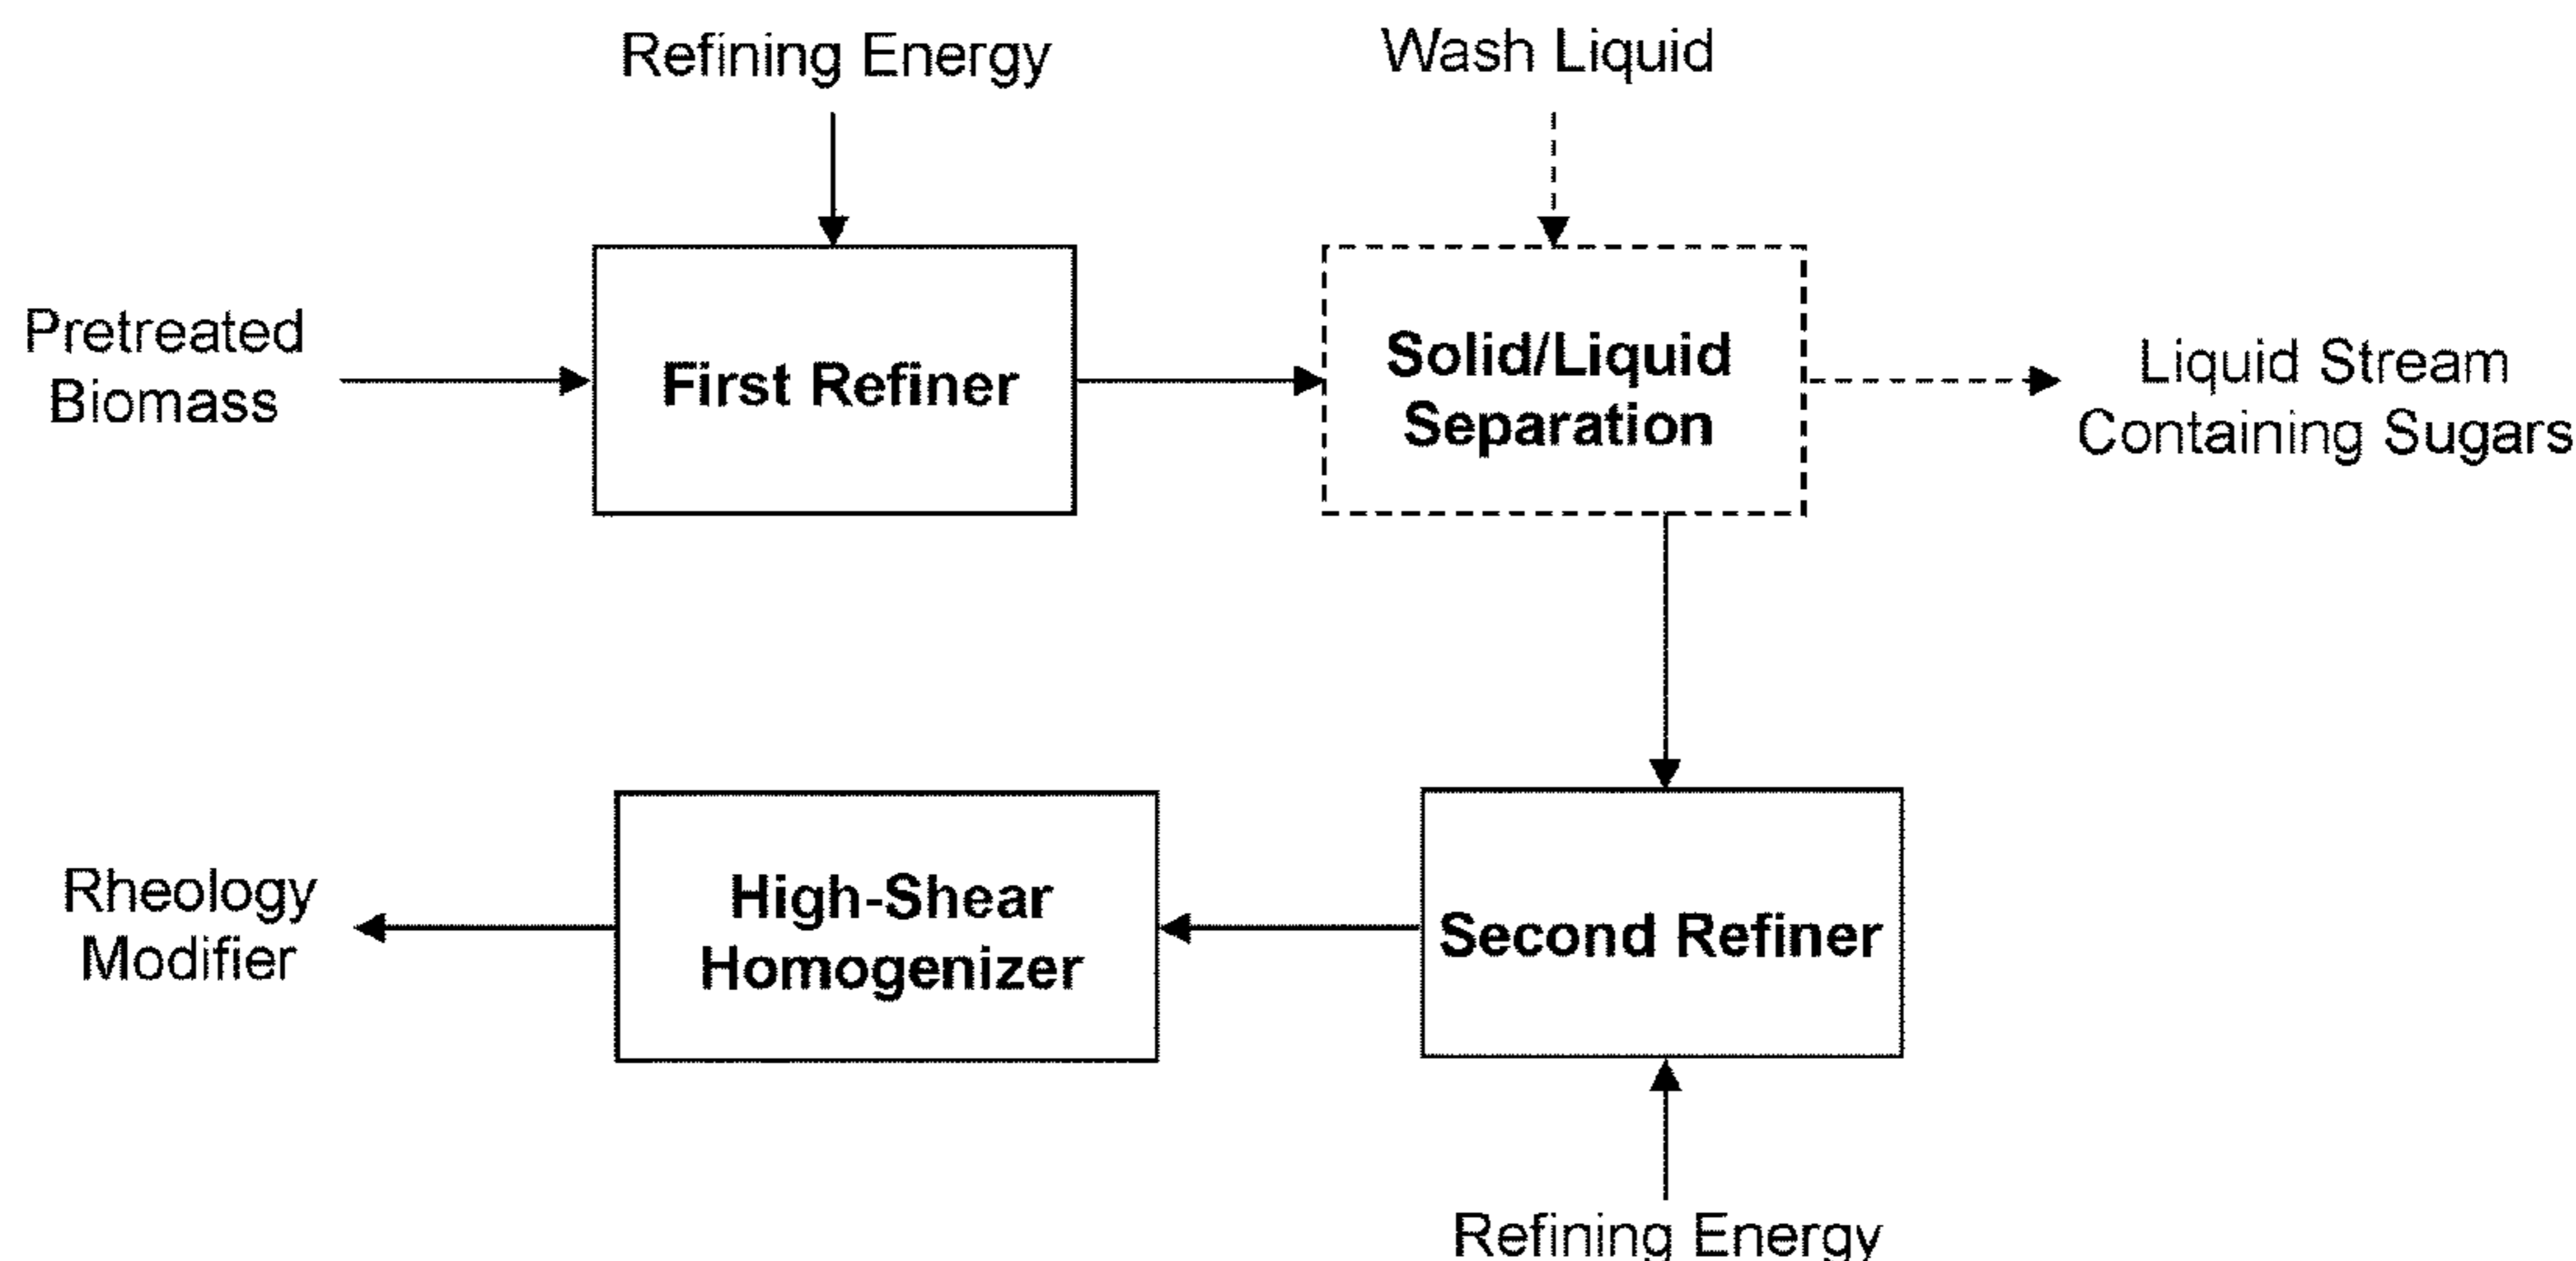 Refining Energy
Wash Liquid
Pretreated
Biomass
First Refiner
Solid/Liquid
Separation
Liquid Stream
Containing Sugars
Rheology
Modifier
High-Shear
Homogenizer
Second Refiner
Refining Energy